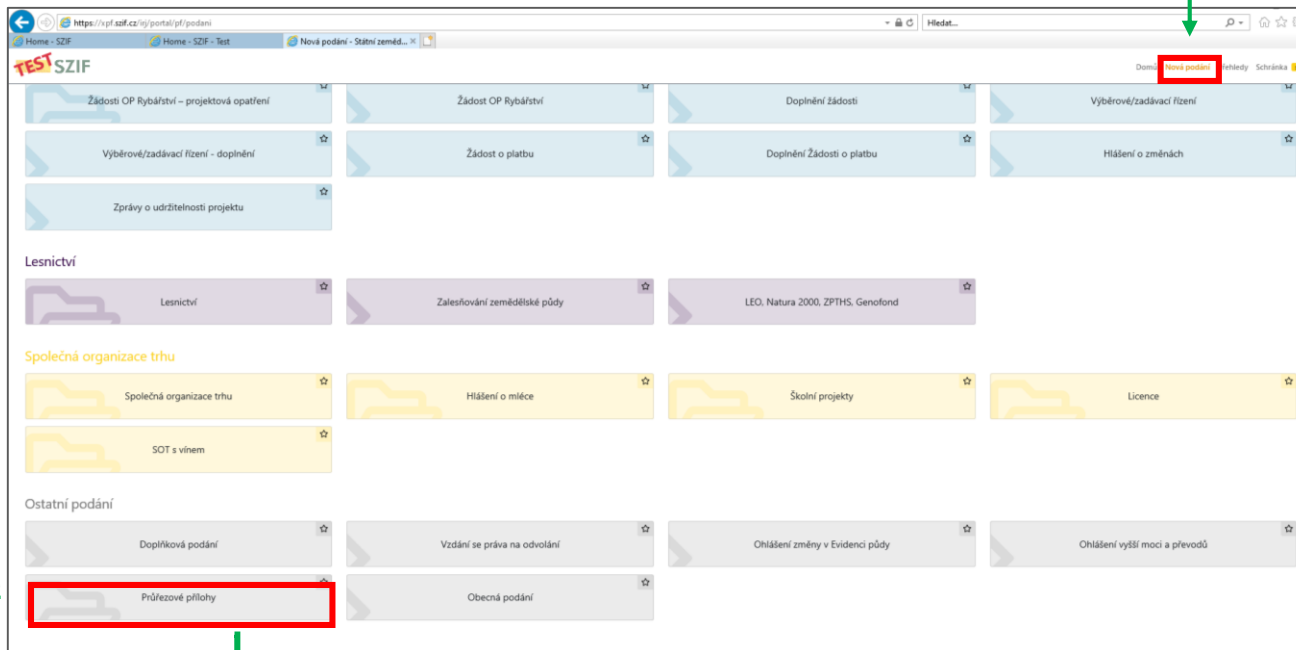 https://xpf.szif.cz/irj/portal/pf/podani
Hledat...
Home - SZIF
Home - SZIF - Test
Nová podání - Státní zeměd...
TEST SZIF
Domů Nová podání Přehledy Schránka
Žádosti OP Rybářství – projektová opatření
Žádost OP Rybářství
Doplnění žádosti
Výběrové/zadávací řízení
Výběrové/zadávací řízení - doplnění
Žádost o platbu
Doplnění Žádosti o platbu
Hlášení o změnách
Zprávy o udržitelnosti projektu
Lesnictví
Lesnictví
Zalesňování zemědělské půdy
LEO, Natura 2000, ZPTHS, Genofond
Společná organizace trhu
Společná organizace trhu
Hlášení o mléce
Školní projekty
Licence
SOT s vínem
Ostatní podání
Doplňková podání
Vzdání se práva na odvolání
Ohlášení změny v Evidenci půdy
Ohlášení vyšší moci a převodů
Průřezové přílohy
Obecná podání